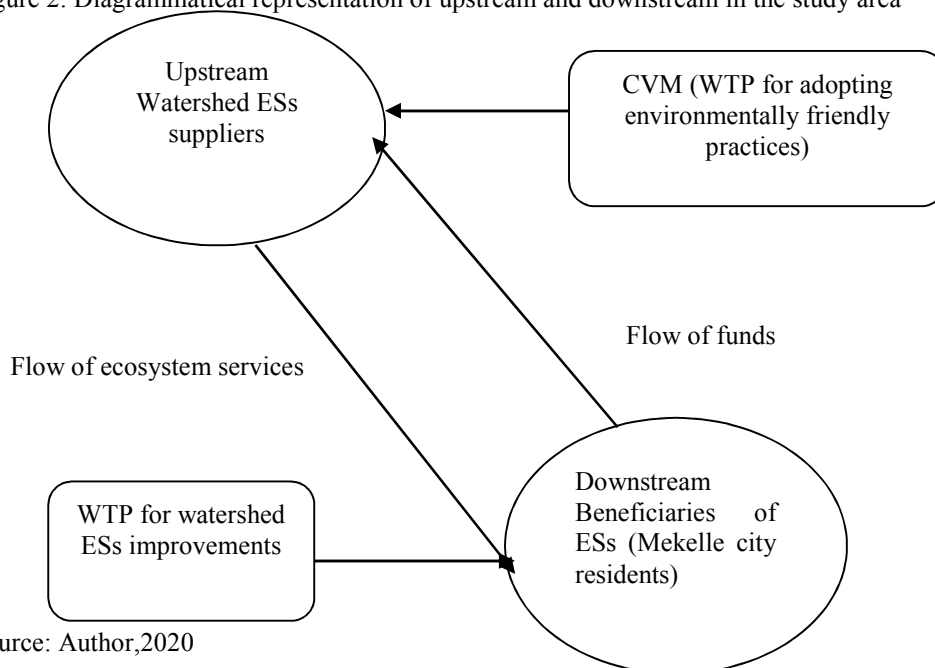 gure 2: Diagrammatical representation of upstream and downstream in the study area
Upstream
Watershed ESs
suppliers
CVM (WTP for adopting
environmentally friendly
practices)
Flow of funds
Flow of ecosystem services
Downstream
Beneficiaries of
ESs (Mekelle city
residents)
WTP for watershed
ESs improvements
urce: Author,2020